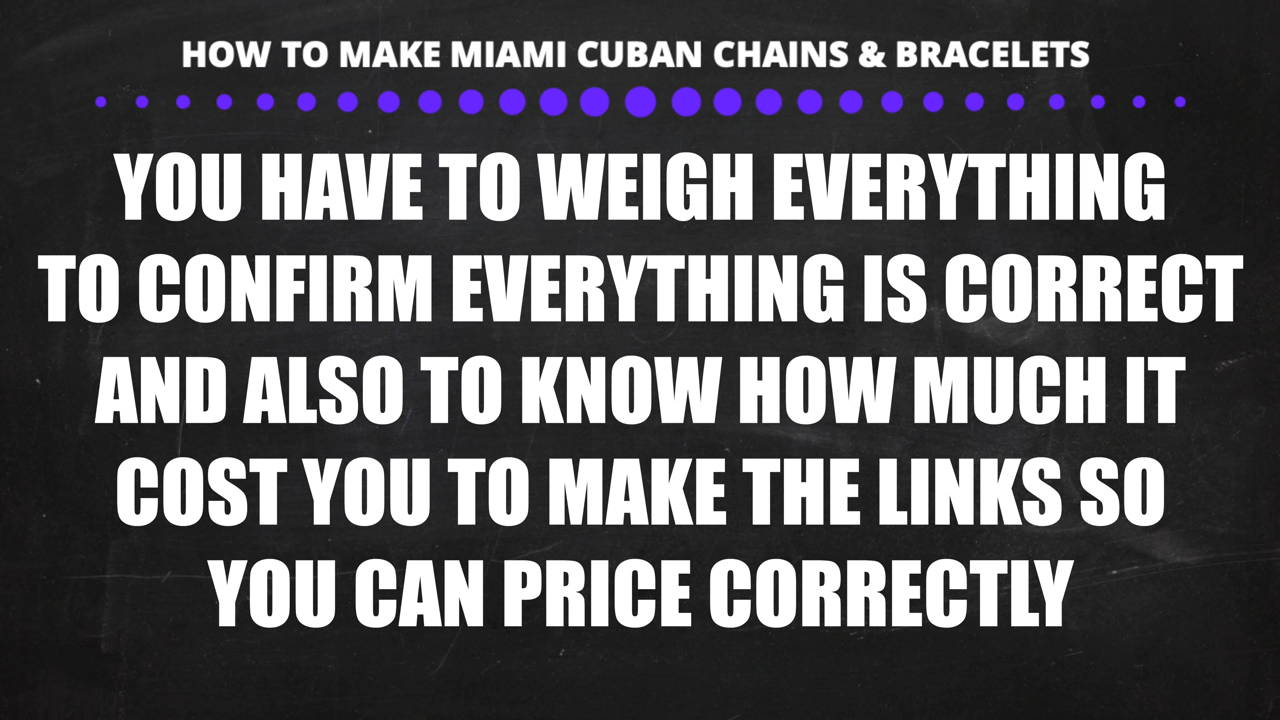 HOW TO MAKE MIAMI CUBAN CHAINS & BRACELETS
YOU HAVE TO WEIGH EVERYTHING
TO CONFIRM EVERYTHING IS CORRECT
AND ALSO TO KNOW HOW MUCH IT
COST YOU TO MAKE THE LINKS SO
YOU CAN PRICE CORRECTLY